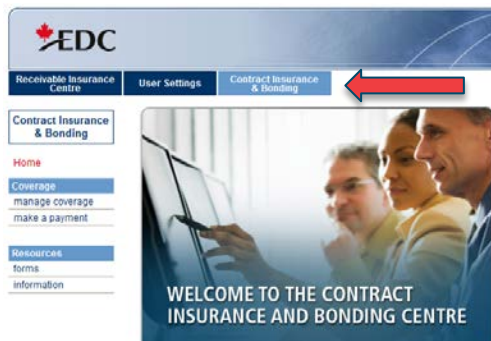 EDC
Receivable Insurance
Centre
User Settings
Contract Insurance
& Bonding
Contract Insurance
& Bonding
Home
Coverage
manage coverage
make a payment
Resources
forms
information
WELCOME TO THE CONTRACT
INSURANCE AND BONDING CENTRE